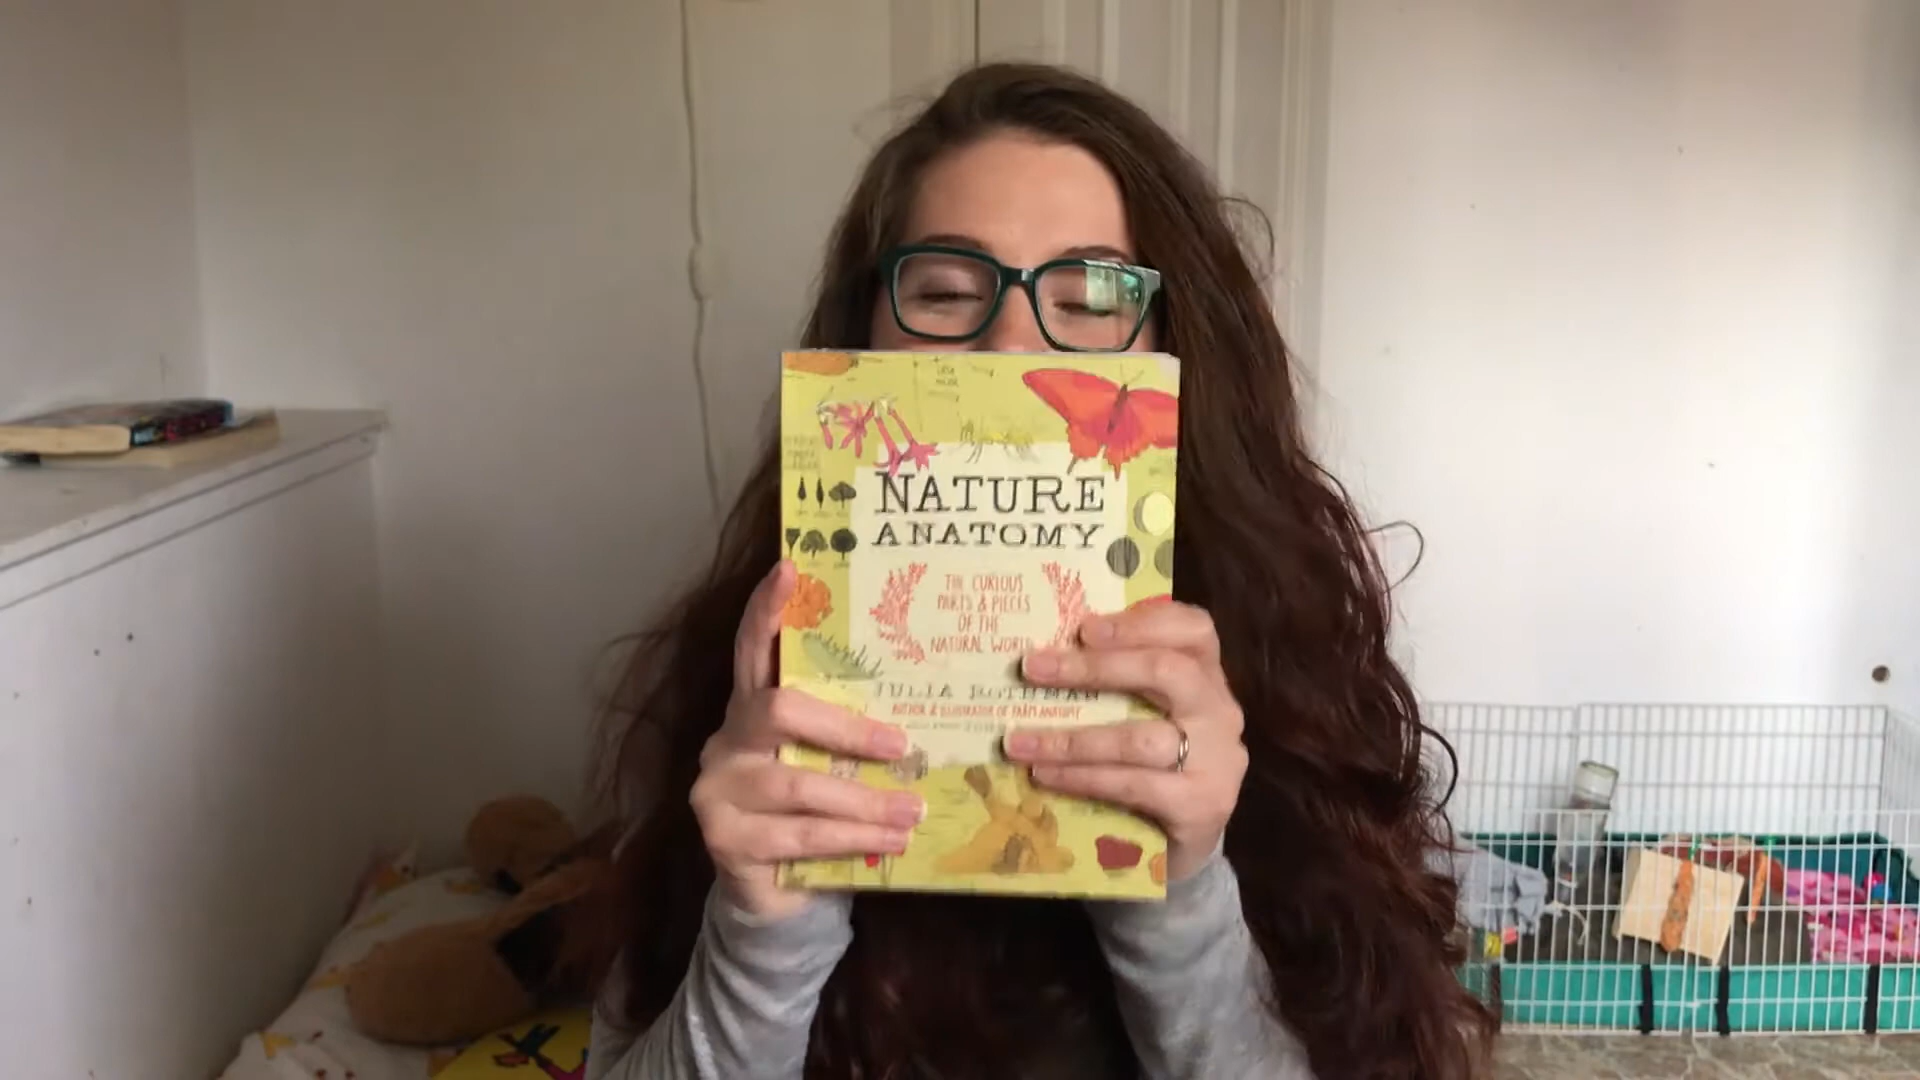 NATURE
ANATOMY
THE CURIOUS
PARTS & PIECES
OF THE
NATURAL WORLD
JULIA ROTHMAN
AUTHOR & ILLUSTRATOR OF FARM ANATOMY